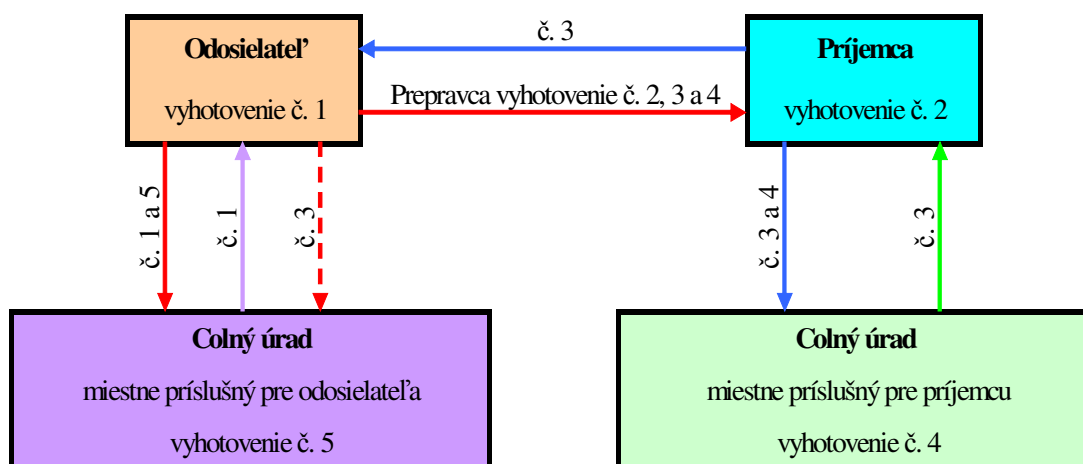 č. 3
Odosielateľ
vyhotovenie č. 1
Prepravca vyhotovenie č. 2, 3 a 4
Príjemca
vyhotovenie č. 2
č. 1 a 5
č. 1
č. 3
č. 3 a 4
č. 3
Colný úrad
miestne príslušný pre odosielateľa
vyhotovenie č. 5
Colný úrad
miestne príslušný pre príjemcu
vyhotovenie č. 4